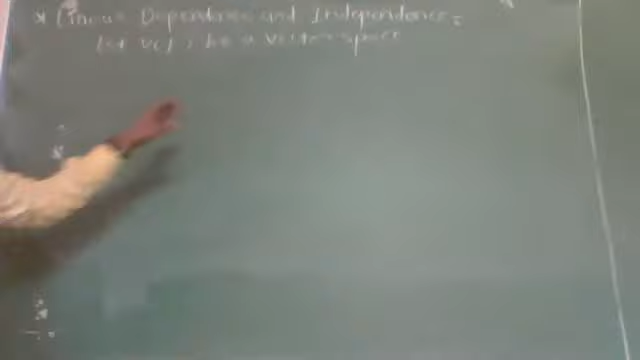 * Linear Dependence and Independence:
Let V(F) be a vector space